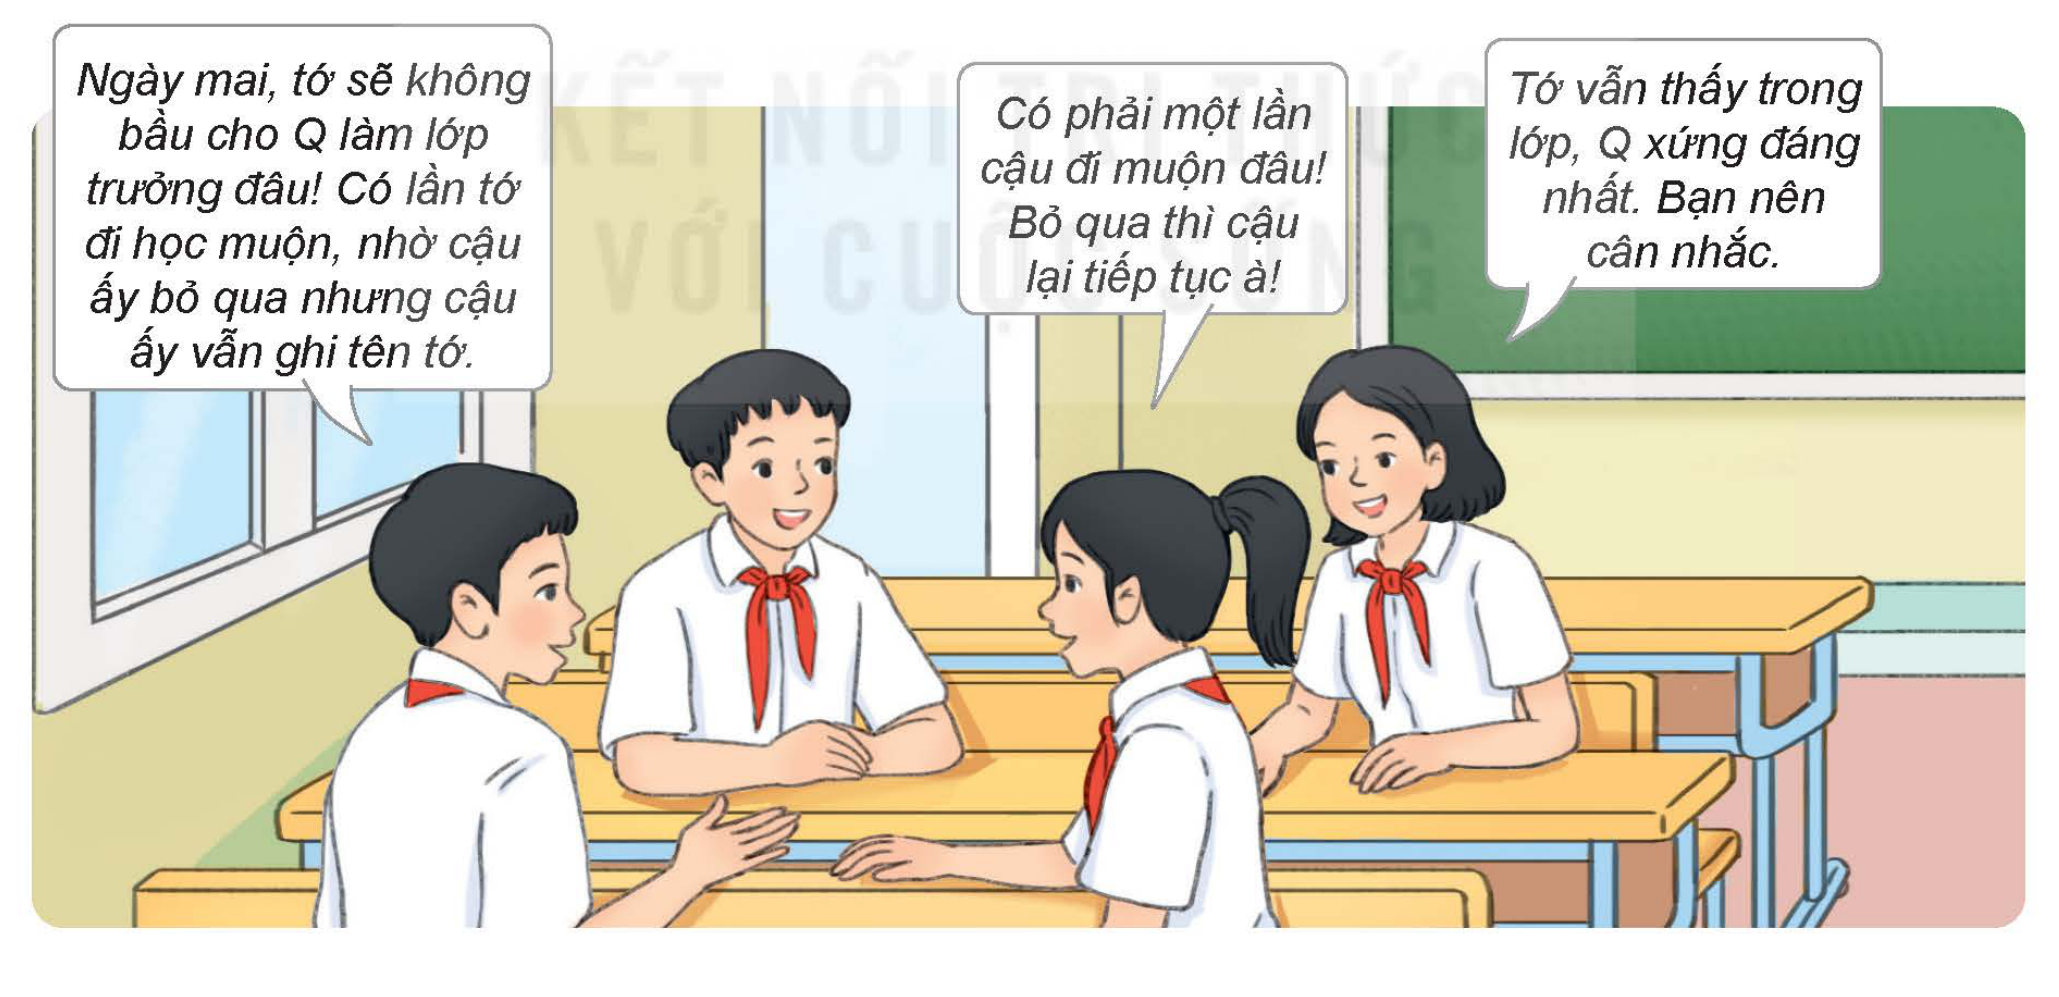 Ngày mai, tớ sẽ không
bầu cho Q làm lớp
trưởng đâu! Có lần tớ
đi học muộn, nhờ cậu
ấy bỏ qua nhưng cậu
ấy vẫn ghi tên tớ.
Có phải một lần
cậu đi muộn đâu!
Bỏ qua thì cậu
lại tiếp tục à!
Tớ vẫn thấy trong
lớp, Q xứng đáng
nhất. Bạn nên
cân nhắc.
KẾT NỐI TRI THỨC
VỚI CUỘC SỐNG